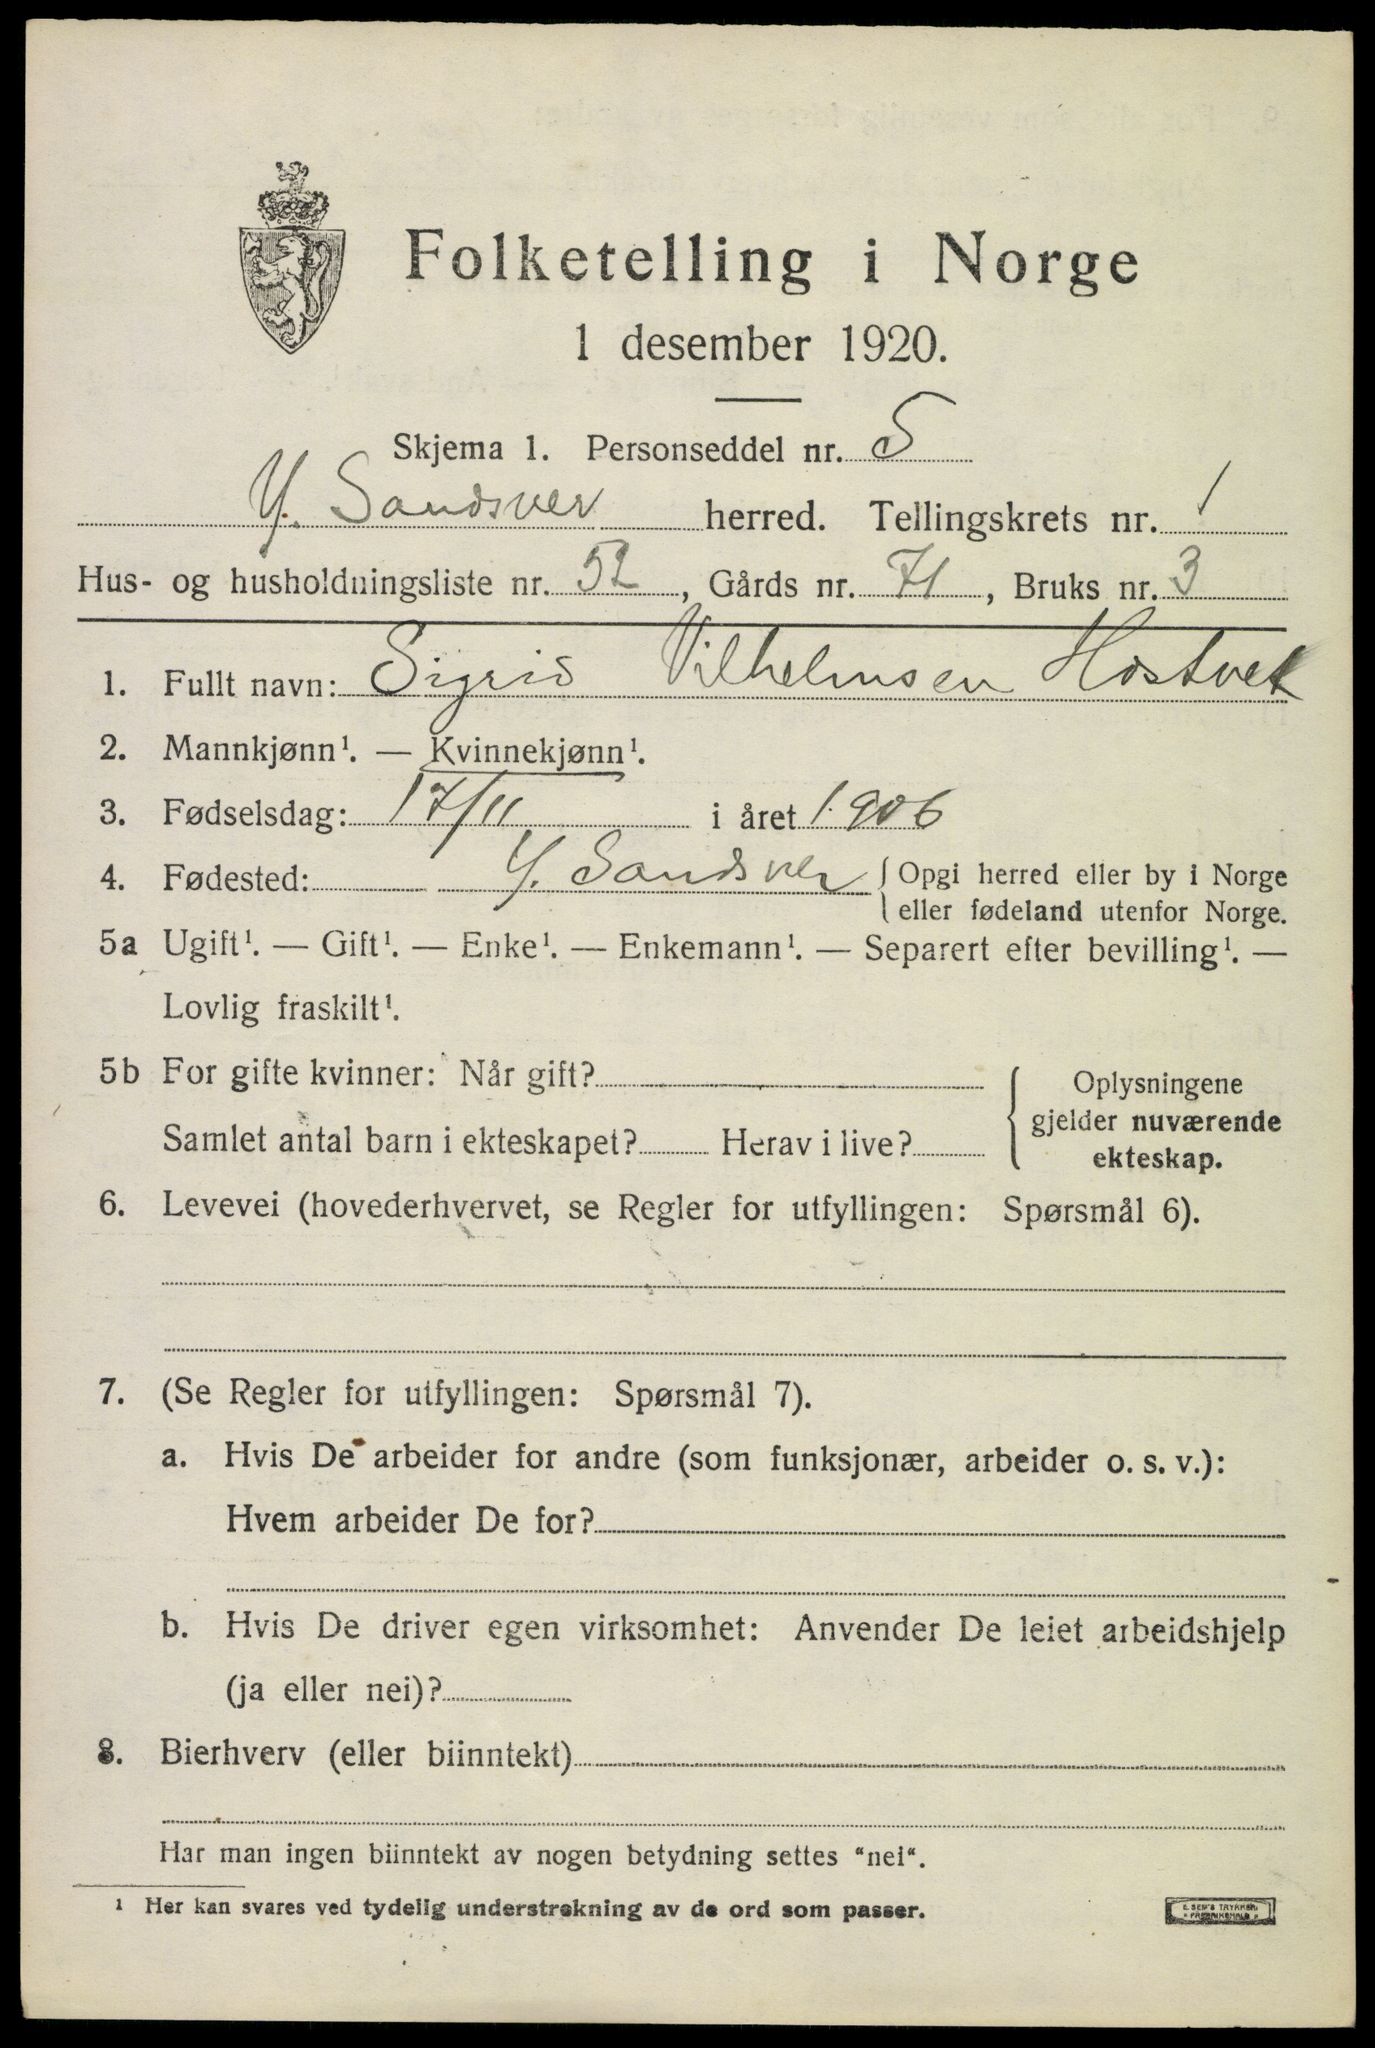 Folketelling i Norge
1 desember 1920.
Skjema 1. Personseddel nr. 5
Y. Sandsver herred. Tellingskrets nr. 1
Hus- og husholdningsliste nr. 52, Gårds nr. 71, Bruks nr. 3
1. Fullt navn: Sigrid Vilhelmsen Hostvet
2. Mannkjønn¹. — Kvinnekjønn¹.
3. Fødselsdag: 17/11 i året 1906
4. Fødested: Y. Sandsver { Opgi herred eller by i Norge
eller fødeland utenfor Norge.
5a Ugift¹. — Gift¹. — Enke¹. — Enkemann¹. — Separert efter bevilling¹. —
Lovlig fraskilt¹.
5b For gifte kvinner: Når gift?
Samlet antal barn i ekteskapet? Herav i live?
{ Oplysningene
gjelder nuværende
ekteskap.
6. Levevei (hovederhvervet, se Regler for utfyllingen: Spørsmål 6).
7. (Se Regler for utfyllingen: Spørsmål 7).
a. Hvis De arbeider for andre (som funksjonær, arbeider o. s. v.):
Hvem arbeider De for?
b. Hvis De driver egen virksomhet: Anvender De leiet arbeidshjelp
(ja eller nei)?
8. Bierhverv (eller biinntekt)
Har man ingen biinntekt av nogen betydning settes "nei".
¹ Her kan svares ved tydelig understrekning av de ord som passer.
E. SEM'S TRYKKERI
FREDRIKSHALD